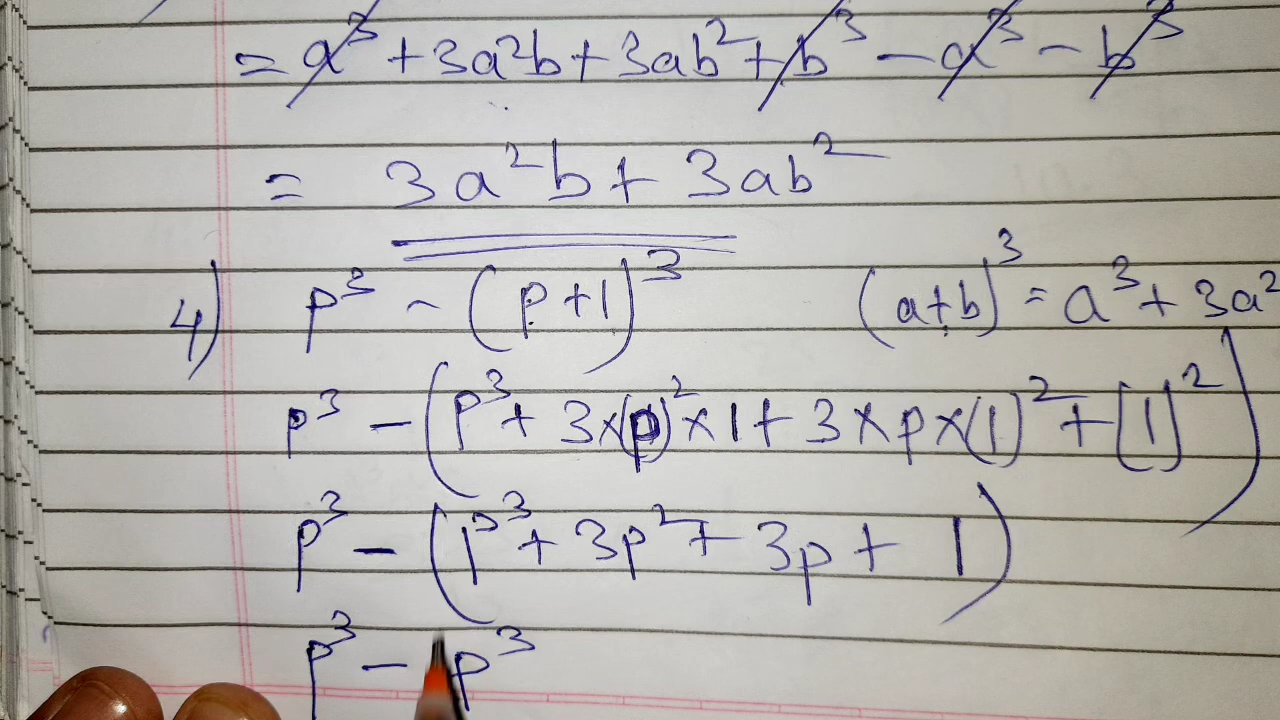 = a³ + 3a²b + 3ab² + b³ - a³ - b³
= 3a²b + 3ab²
4) p³ - (p+1)³ (a+b)³ = a³ + 3a²
p³ - (p³ + 3×(p)²×1 + 3×p×(1)² + (1)²)
p³ - (p³ + 3p² + 3p + 1)
p³ - p³